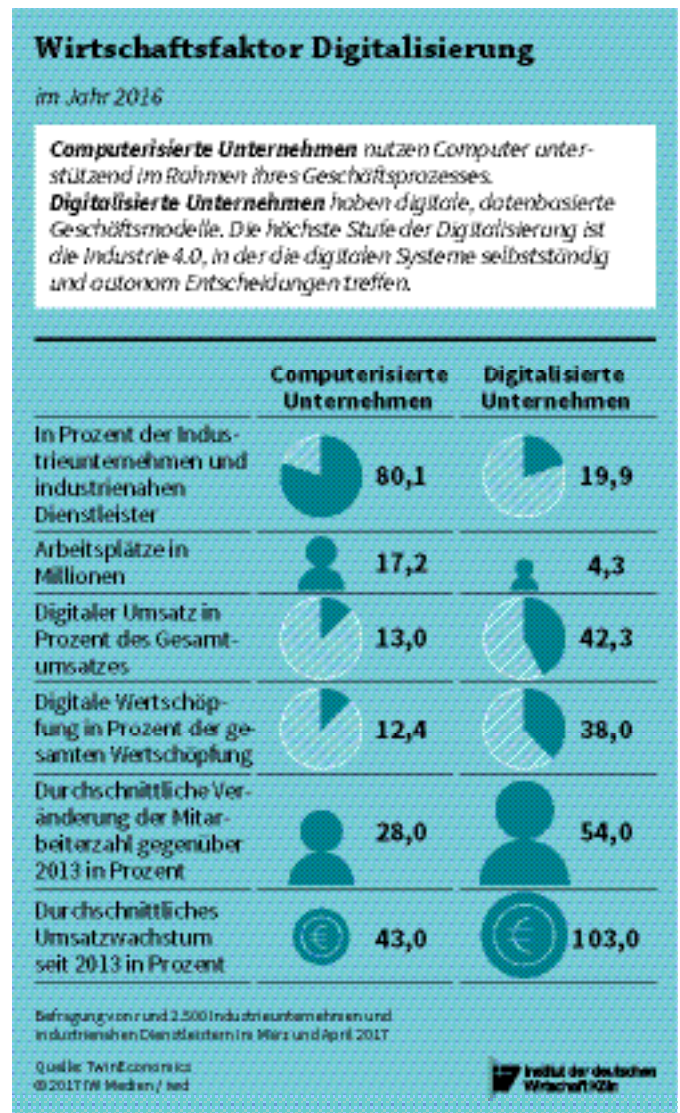 Wirtschaftsfaktor Digitalisierung
im Jahr 2016
Computerisierte Unternehmen nutzen Computer unter-
stützend im Rahmen ihres Geschäftsprozesses.
Digitalisierte Unternehmen haben digitale, datenbasierte
Geschäftsmodelle. Die höchste Stufe der Digitalisierung ist
die Industrie 4.0, in der die digitalen Systeme selbstständig
und autonom Entscheidungen treffen.
Computerisierte
Unternehmen
Digitalisierte
Unternehmen
In Prozent der Indus-
trieunternehmen und
industrienahen
Dienstleister
80,1
19,9
Arbeitsplätze in
Millionen
17,2
4,3
Digitaler Umsatz in
Prozent des Gesamt-
umsatzes
13,0
42,3
Digitale Wertschöp-
fung in Prozent der ge-
samten Wertschöpfung
12,4
38,0
Durchschnittliche Ver-
änderung der Mitar-
beiterzahl gegenüber
2013 in Prozent
28,0
54,0
Durchschnittliches
Umsatzwachstum
seit 2013 in Prozent
€
43,0
€
103,0
Befragung von rund 2.500 Industrieunternehmen und
industrienahen Dienstleistern im März und April 2017
Quelle: TwinEconomics
© 2017 IW Medien / iwd
Institut der deutschen
Wirtschaft Köln